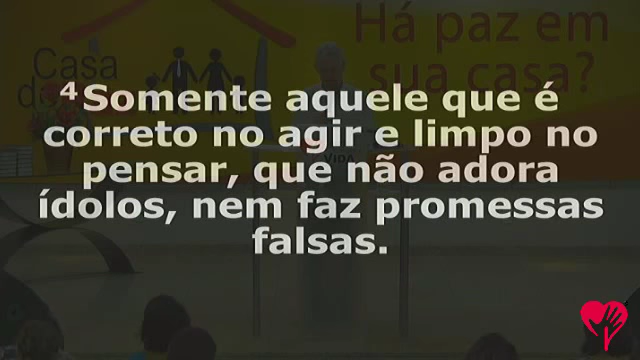 Há paz em
sua casa?
Casa
⁴Somente aquele que é
correto no agir e limpo no
pensar, que não adora
ídolos, nem faz promessas
falsas.